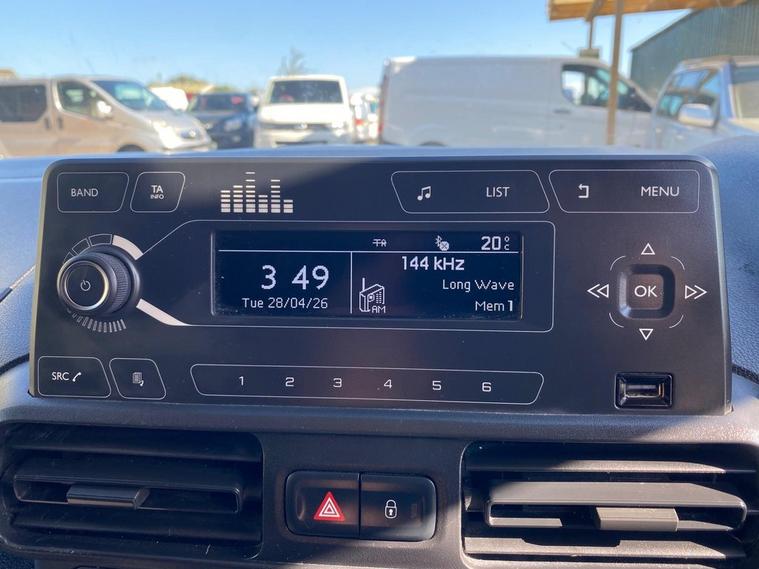 BAND
TA
INFO
LIST
MENU
TA
20°C
3 49
Tue 28/04/26
144 kHz
Long Wave
AM
Mem 1
OK
SRC
1 2 3 4 5 6